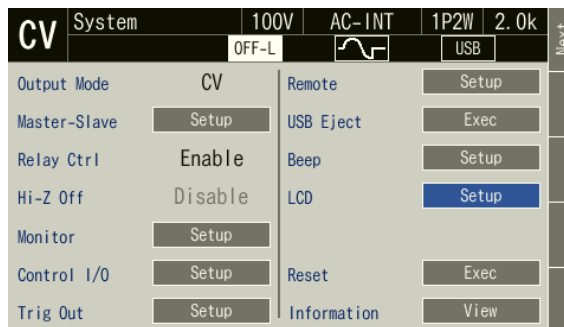 CV System 100V AC-INT 1P2W 2.0k
OFF-L USB
Next
Output Mode CV
Master-Slave Setup
Relay Ctrl Enable
Hi-Z Off Disable
Monitor Setup
Control I/O Setup
Trig Out Setup
Remote Setup
USB Eject Exec
Beep Setup
LCD Setup
Reset Exec
Information View